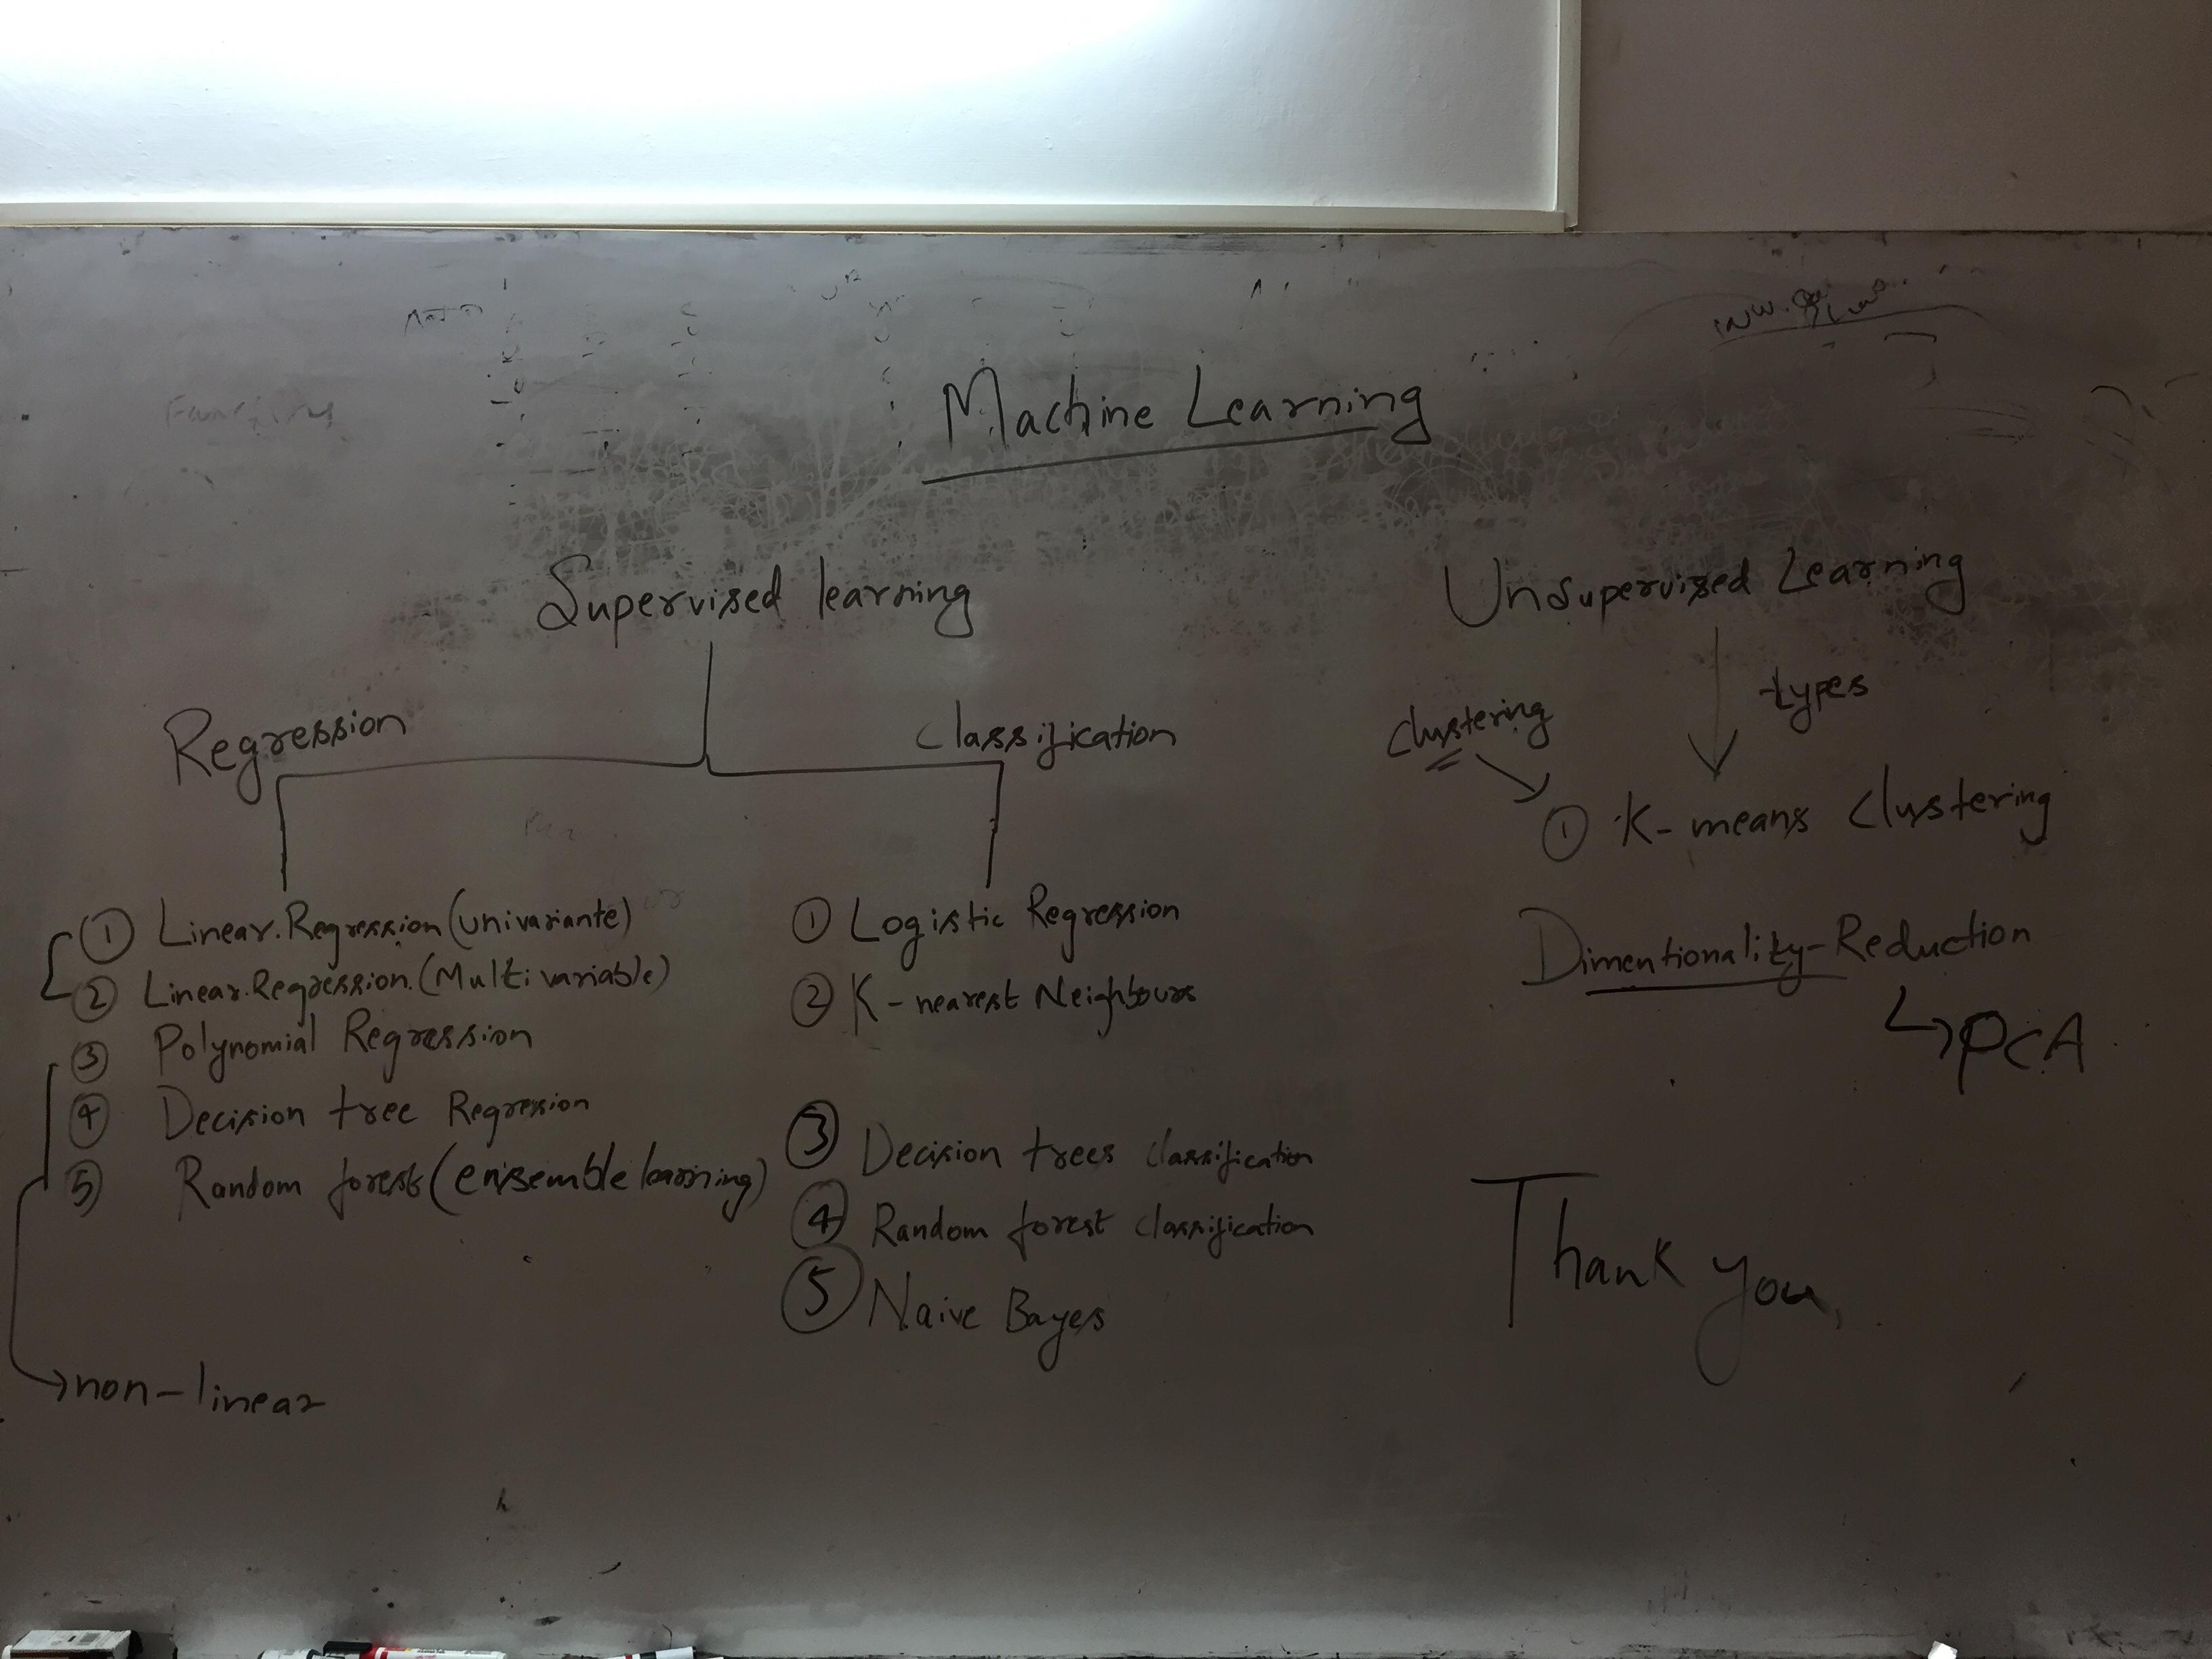 Machine Learning
Supervised learning
Regression
Classification
① Linear.Regression (univariante)
② Linear.Regression.(Multivariable)
③ Polynomial Regression
④ Decision tree Regression
⑤ Random forest (ensemble learning)
non-linear
① Logistic Regression
② K-nearest Neighbours
③ Decision trees classification
④ Random forest classification
⑤ Naive Bayes
Unsupervised Learning
types
clustering
① K-means clustering
Dimentionality-Reduction
PCA
Thank you